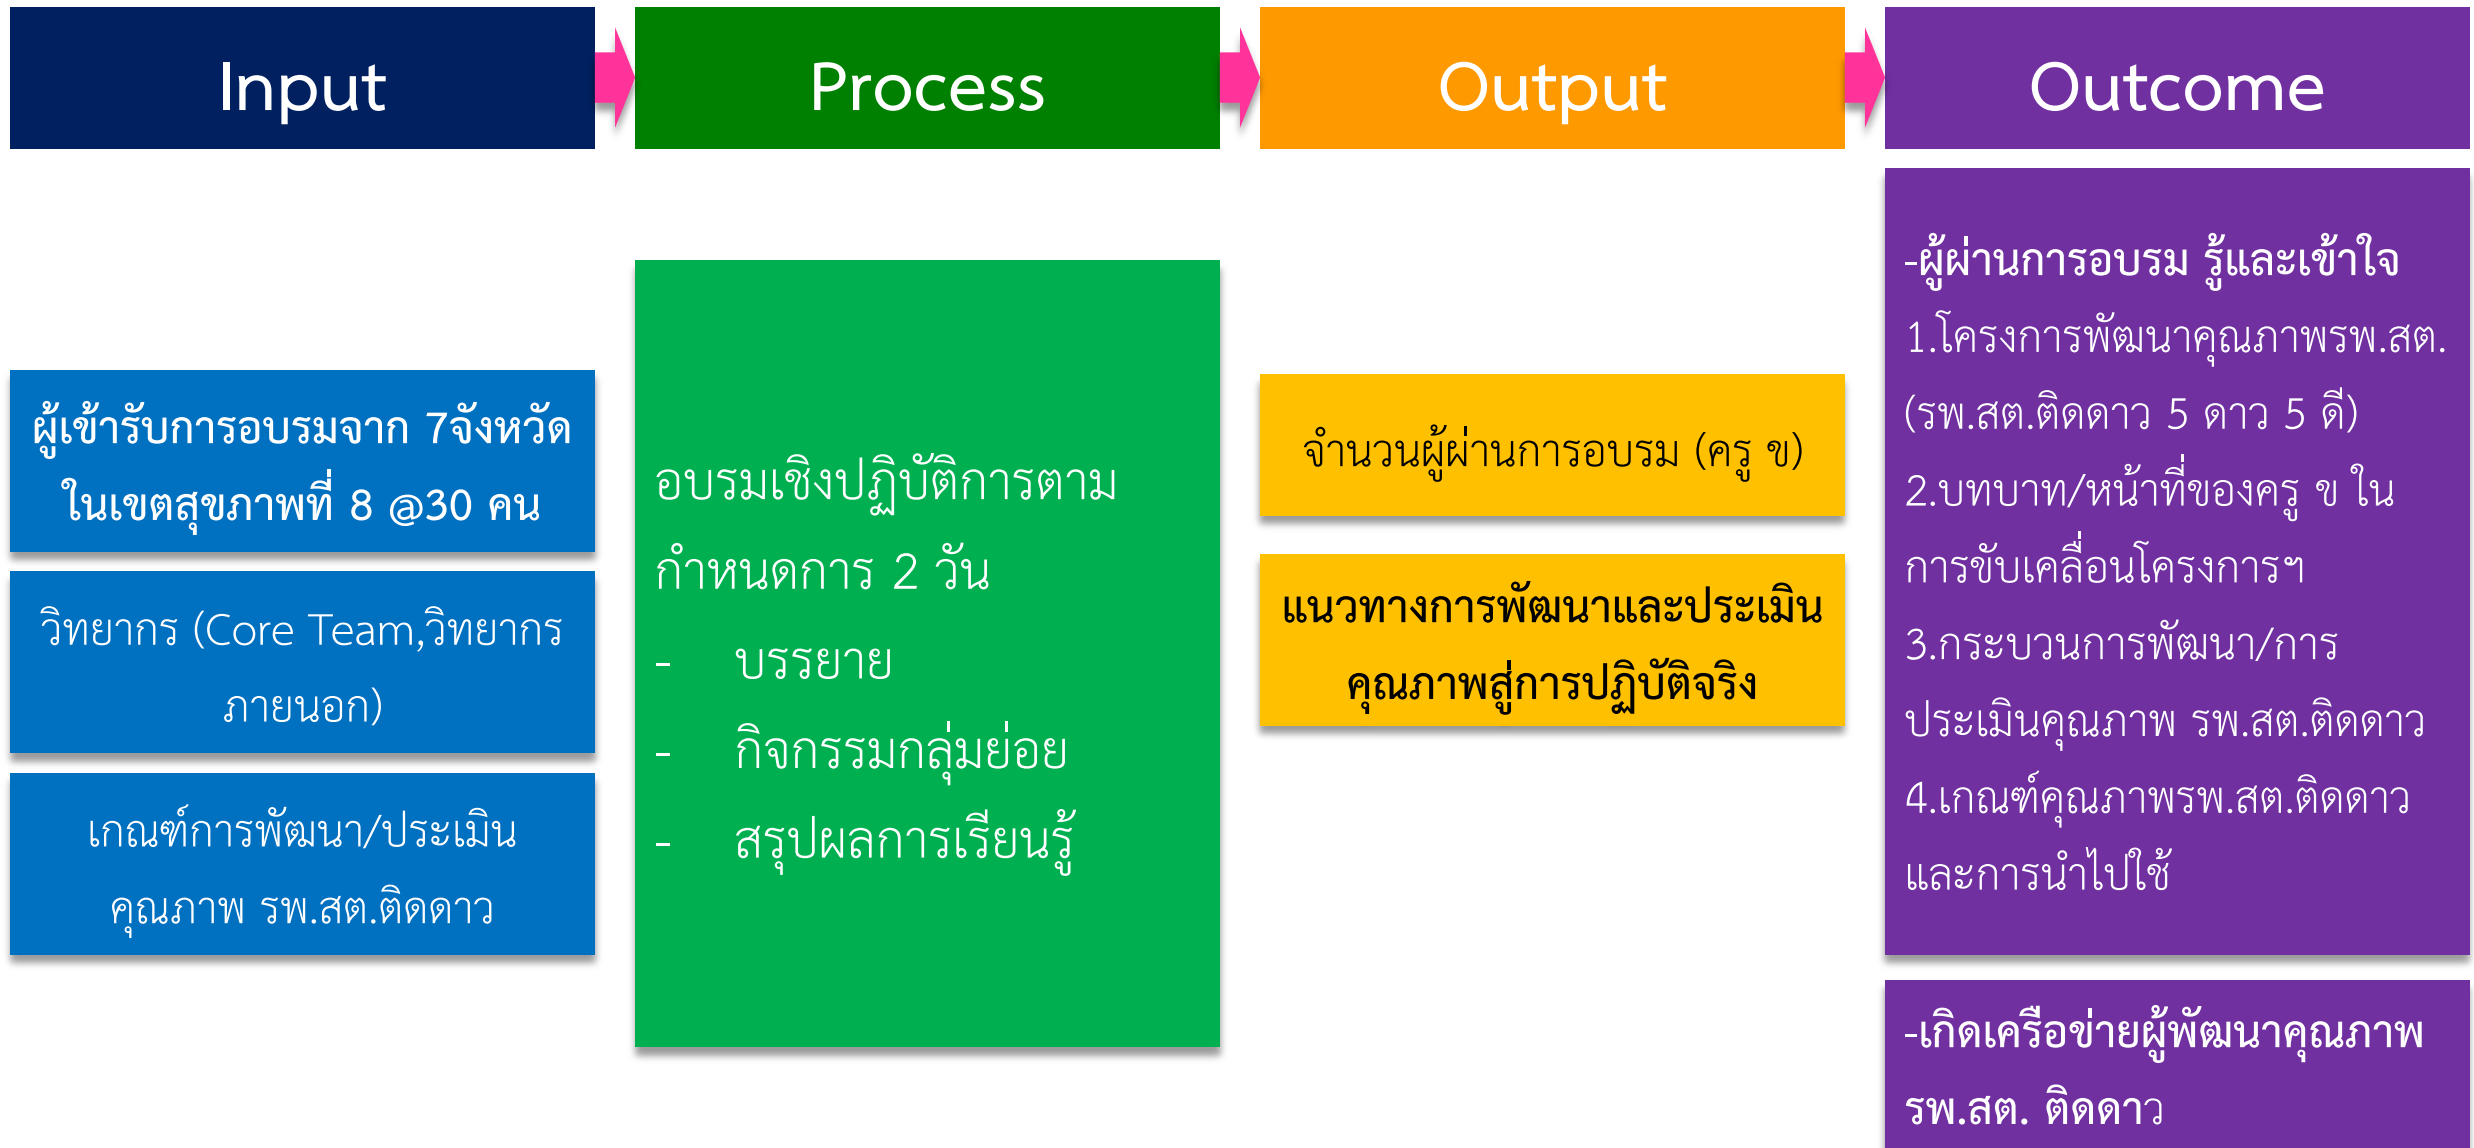 Input
Process
Output
Outcome
ผู้เข้ารับการอบรมจาก 7จังหวัด
ในเขตสุขภาพที่ 8 @30 คน
วิทยากร (Core Team,วิทยากร
ภายนอก)
เกณฑ์การพัฒนา/ประเมิน
คุณภาพ รพ.สต.ติดดาว
อบรมเชิงปฏิบัติการตาม
กำหนดการ 2 วัน
- บรรยาย
- กิจกรรมกลุ่มย่อย
- สรุปผลการเรียนรู้
จำนวนผู้ผ่านการอบรม (ครู ข)
แนวทางการพัฒนาและประเมิน
คุณภาพสู่การปฏิบัติจริง
-ผู้ผ่านการอบรม รู้และเข้าใจ
1.โครงการพัฒนาคุณภาพรพ.สต.
(รพ.สต.ติดดาว 5 ดาว 5 ดี)
2.บทบาท/หน้าที่ของครู ข ใน
การขับเคลื่อนโครงการฯ
3.กระบวนการพัฒนา/การ
ประเมินคุณภาพ รพ.สต.ติดดาว
4.เกณฑ์คุณภาพรพ.สต.ติดดาว
และการนำไปใช้
-เกิดเครือข่ายผู้พัฒนาคุณภาพ
รพ.สต. ติดดาว